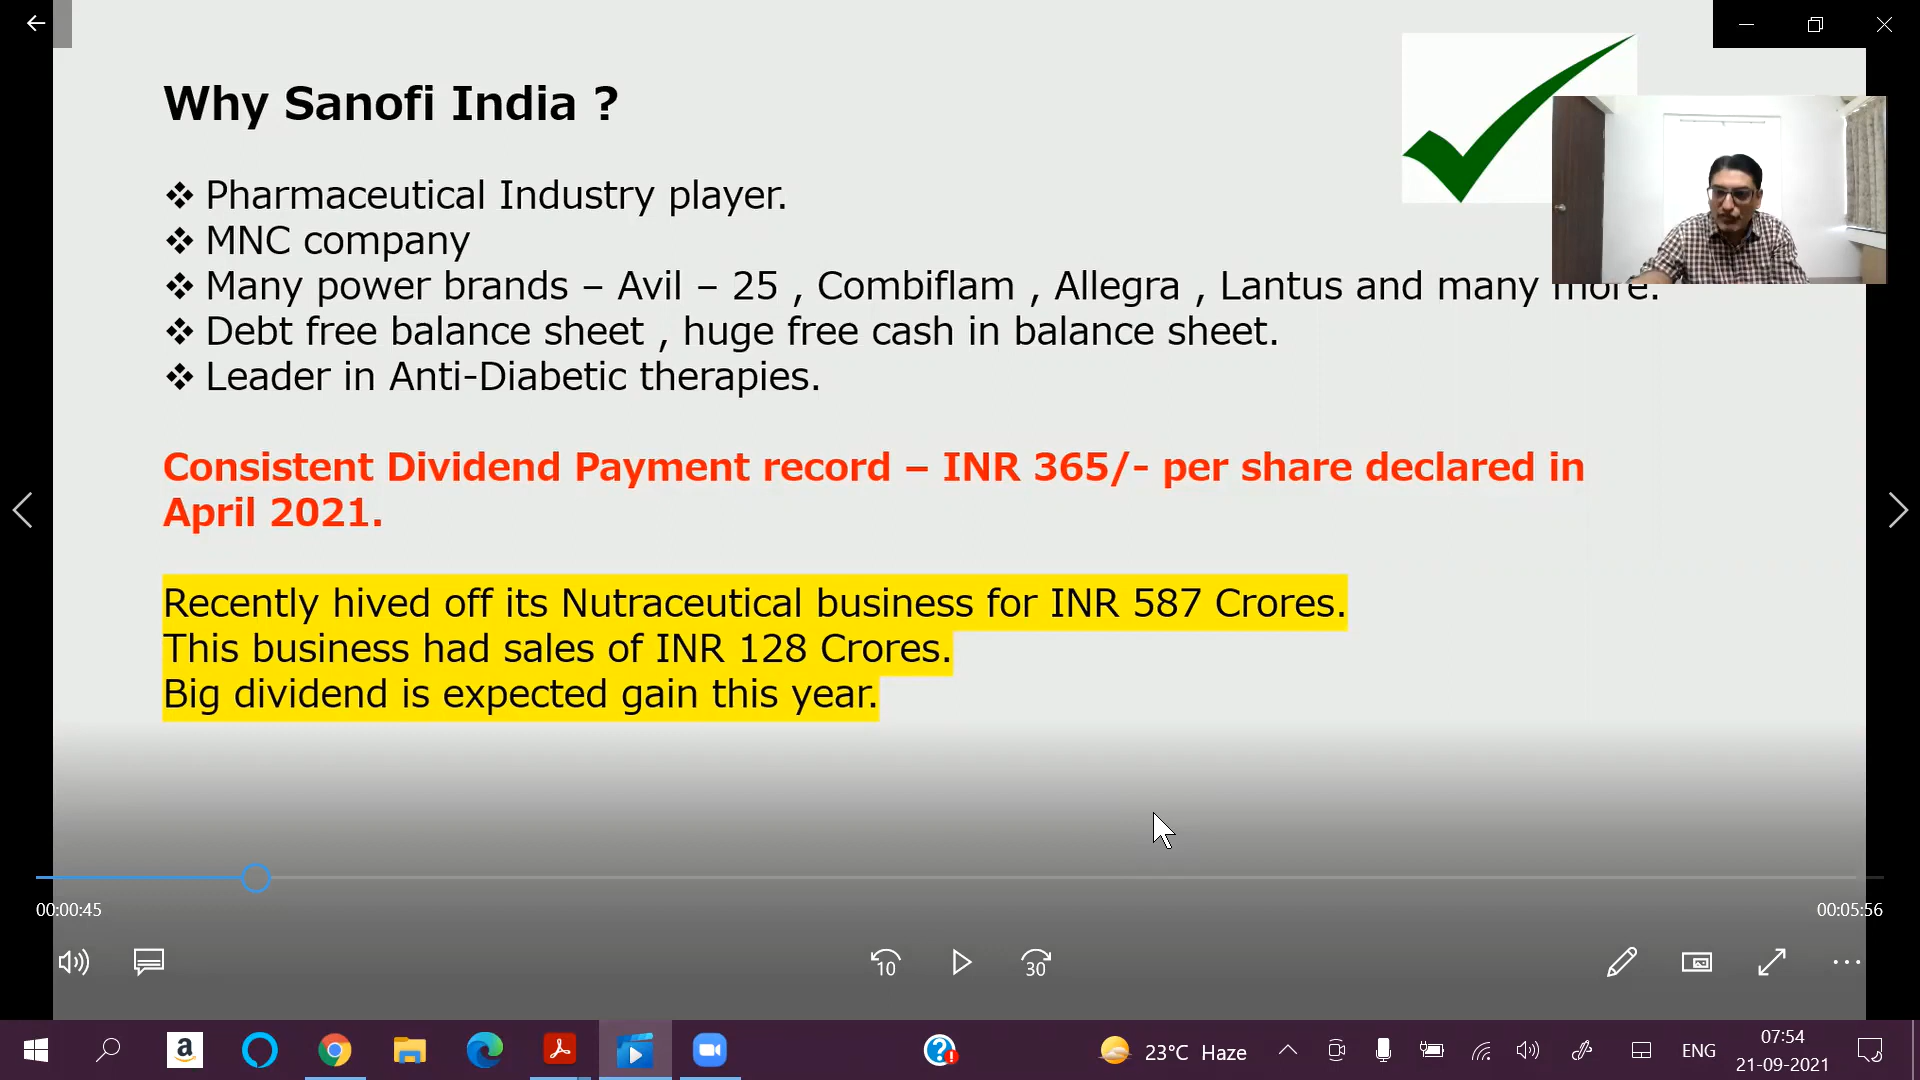 Why Sanofi India ?
❖ Pharmaceutical Industry player.
❖ MNC company
❖ Many power brands – Avil – 25 , Combiflam , Allegra , Lantus and many more.
❖ Debt free balance sheet , huge free cash in balance sheet.
❖ Leader in Anti-Diabetic therapies.
Consistent Dividend Payment record – INR 365/- per share declared in
April 2021.
Recently hived off its Nutraceutical business for INR 587 Crores.
This business had sales of INR 128 Crores.
Big dividend is expected gain this year.
00:00:45
00:05:56
10
30
a
23°C Haze
ENG
07:54
21-09-2021